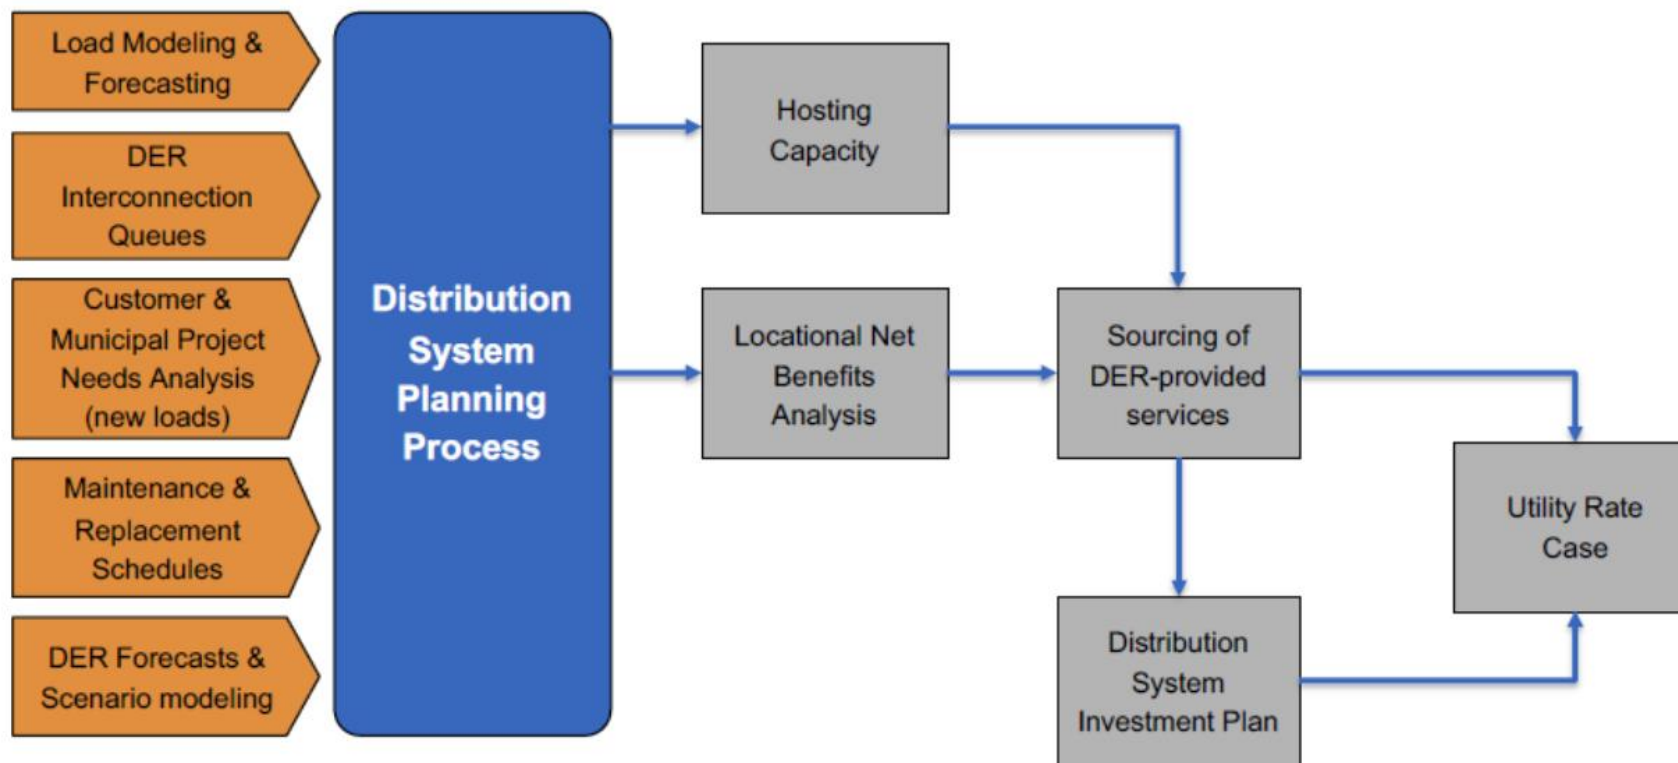 Load Modeling &
Forecasting
DER
Interconnection
Queues
Customer &
Municipal Project
Needs Analysis
(new loads)
Maintenance &
Replacement
Schedules
DER Forecasts &
Scenario modeling
Distribution
System
Planning
Process
Hosting
Capacity
Locational Net
Benefits
Analysis
Sourcing of
DER-provided
services
Distribution
System
Investment Plan
Utility Rate
Case